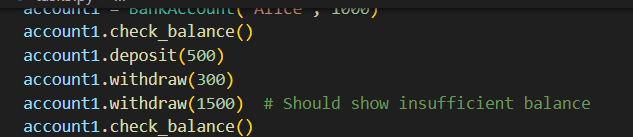 account1 = BankAccount("Alice", 1000)
account1.check_balance()
account1.deposit(500)
account1.withdraw(300)
account1.withdraw(1500)  # Should show insufficient balance
account1.check_balance()